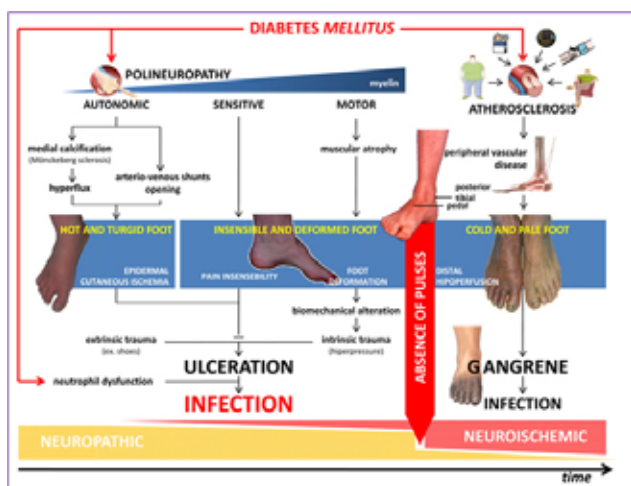 DIABETES MELLITUS
POLINEUROPATHY
myelin
AUTONOMIC
SENSITIVE
MOTOR
ATHEROSCLEROSIS
medial calcification
(Mönckeberg sclerosis)
hyperflux
arterio-venous shunts
opening
muscular atrophy
peripheral vascular
disease
posterior
tibial
pedal
HOT AND TURGID FOOT
INSENSIBLE AND DEFORMED FOOT
COLD AND PALE FOOT
EPIDERMAL
CUTANEOUS ISCHEMIA
PAIN INSENSEBILITY
FOOT
DEFORMATION
DISTAL
HIPOPERFUSION
ABSENCE OF PULSES
biomechanical alteration
extrinsic trauma
(ex. shoes)
intrinsic trauma
(hiperpressure)
ULCERATION
GANGRENE
neutrophil dysfunction
INFECTION
INFECTION
NEUROPATHIC
NEUROISCHEMIC
time